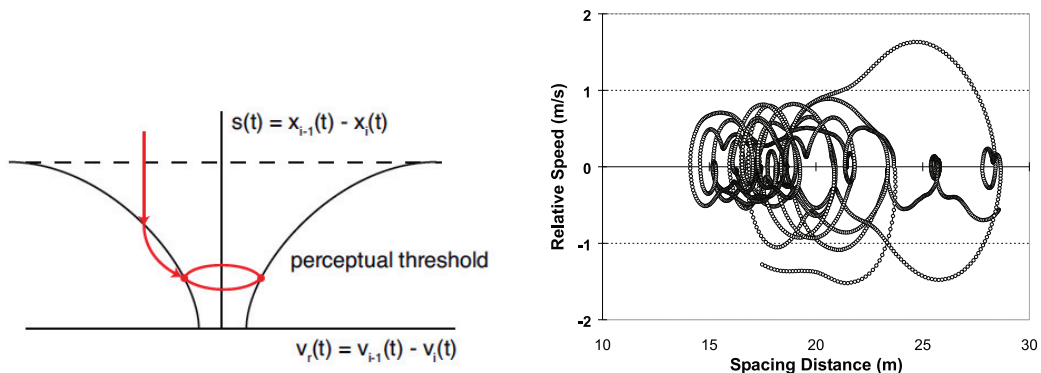 s(t) = x_{i-1}(t) - x_i(t)
perceptual threshold
v_r(t) = v_{i-1}(t) - v_i(t)
Relative Speed (m/s)
2
1
0
-1
-2
10
15
20
25
30
Spacing Distance (m)